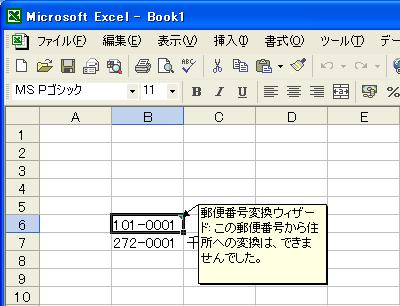 Microsoft Excel - Book1
ファイル(F) 編集(E) 表示(V) 挿入(I) 書式(O) ツール(T) デー
MS Pゴシック 11 B I U %
A B C D E
1
2
3
4
5
6 101-0001
郵便番号変換ウィザー
ド: この郵便番号から住
所への変換は、できま
せんでした。
7 272-0001 千
8
9
10